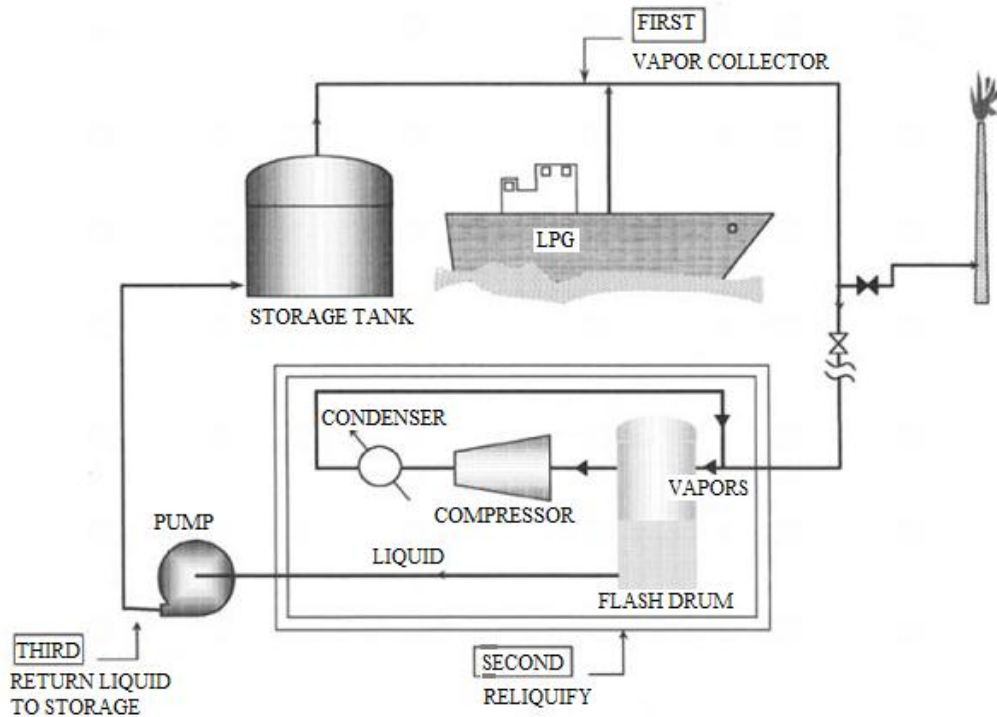 FIRST
VAPOR COLLECTOR
LPG
STORAGE TANK
CONDENSER
VAPORS
COMPRESSOR
PUMP
LIQUID
FLASH DRUM
THIRD
RETURN LIQUID
TO STORAGE
SECOND
RELIQUIFY